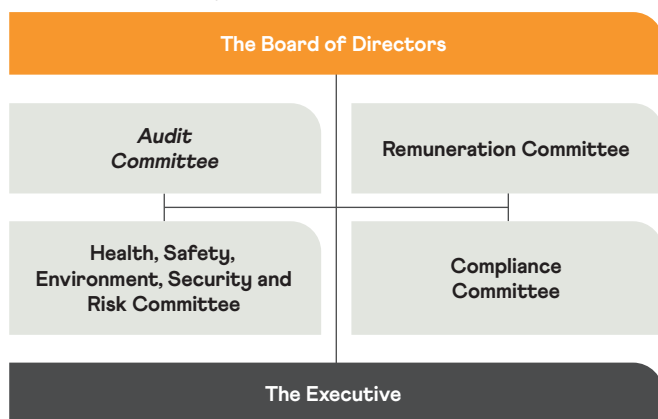 The Board of Directors
Audit
Committee
Remuneration Committee
Health, Safety,
Environment, Security and
Risk Committee
Compliance
Committee
The Executive